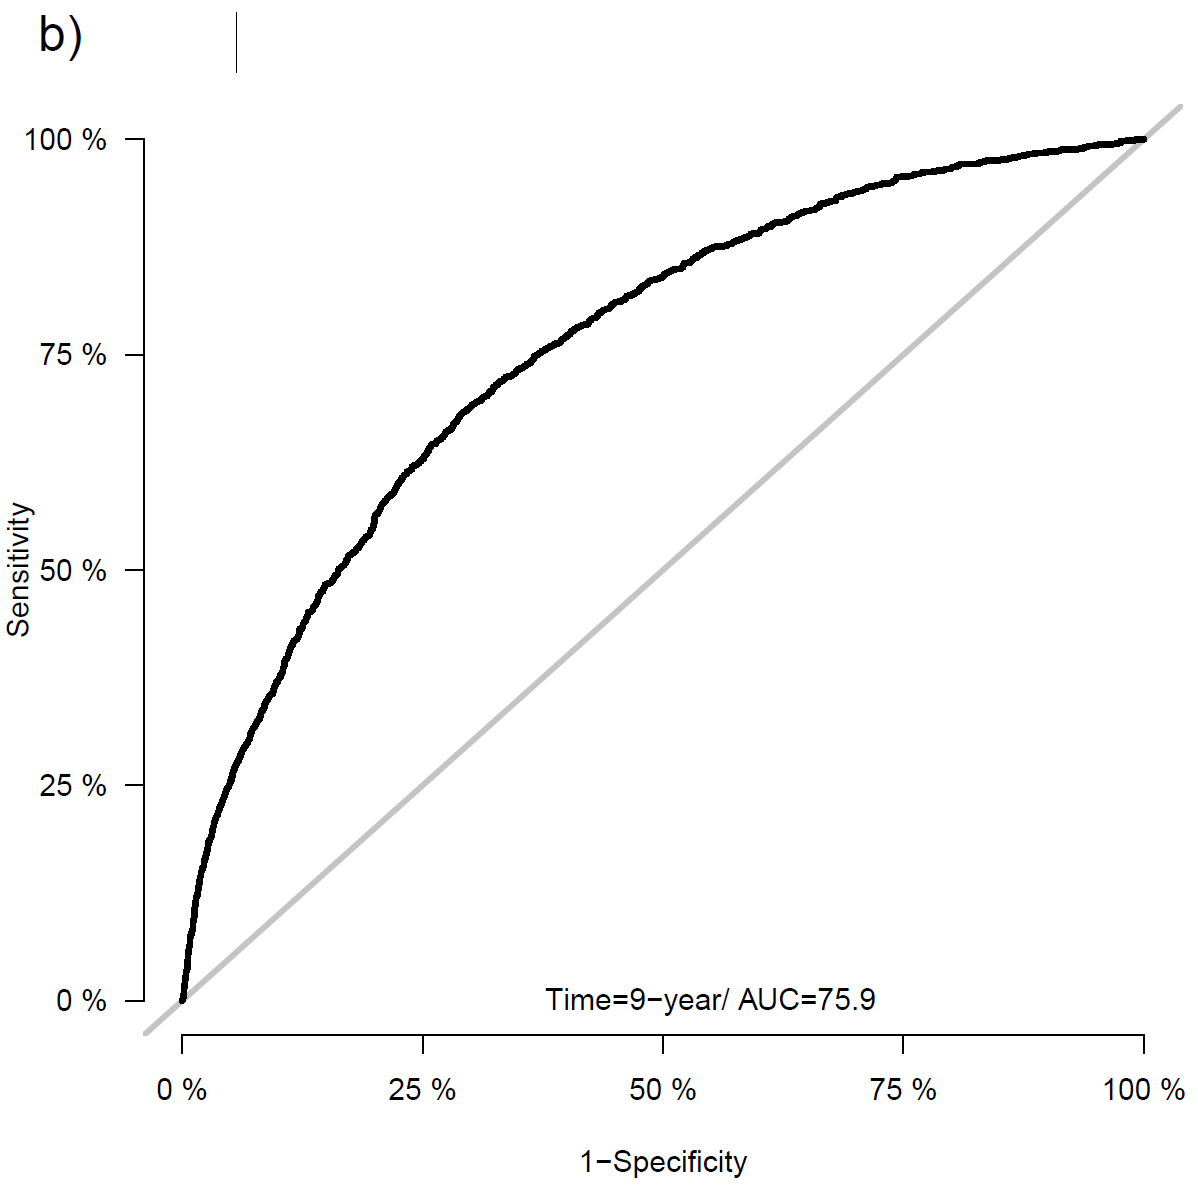 b)
100 %
75 %
50 %
25 %
0 %
Sensitivity
Time=9−year/ AUC=75.9
0 % 25 % 50 % 75 % 100 %
1−Specificity